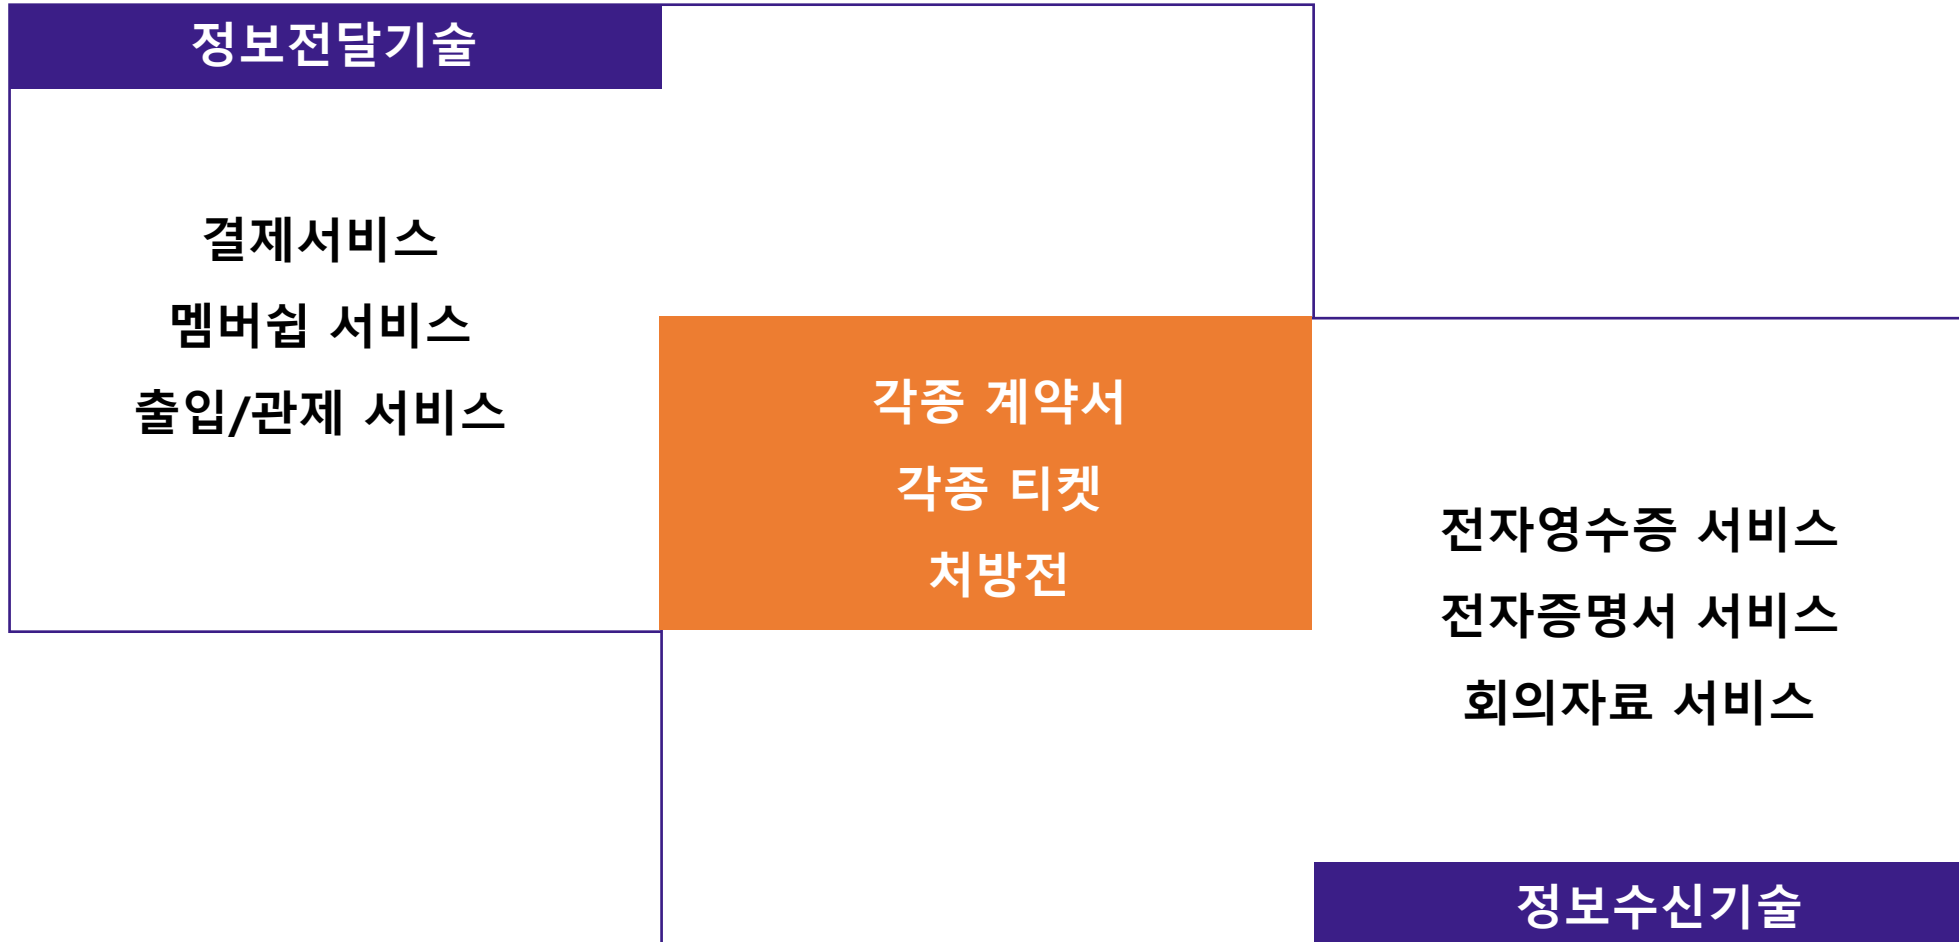 정보전달기술
결제서비스
멤버쉽 서비스
출입/관제 서비스
각종 계약서
각종 티켓
처방전
전자영수증 서비스
전자증명서 서비스
회의자료 서비스
정보수신기술